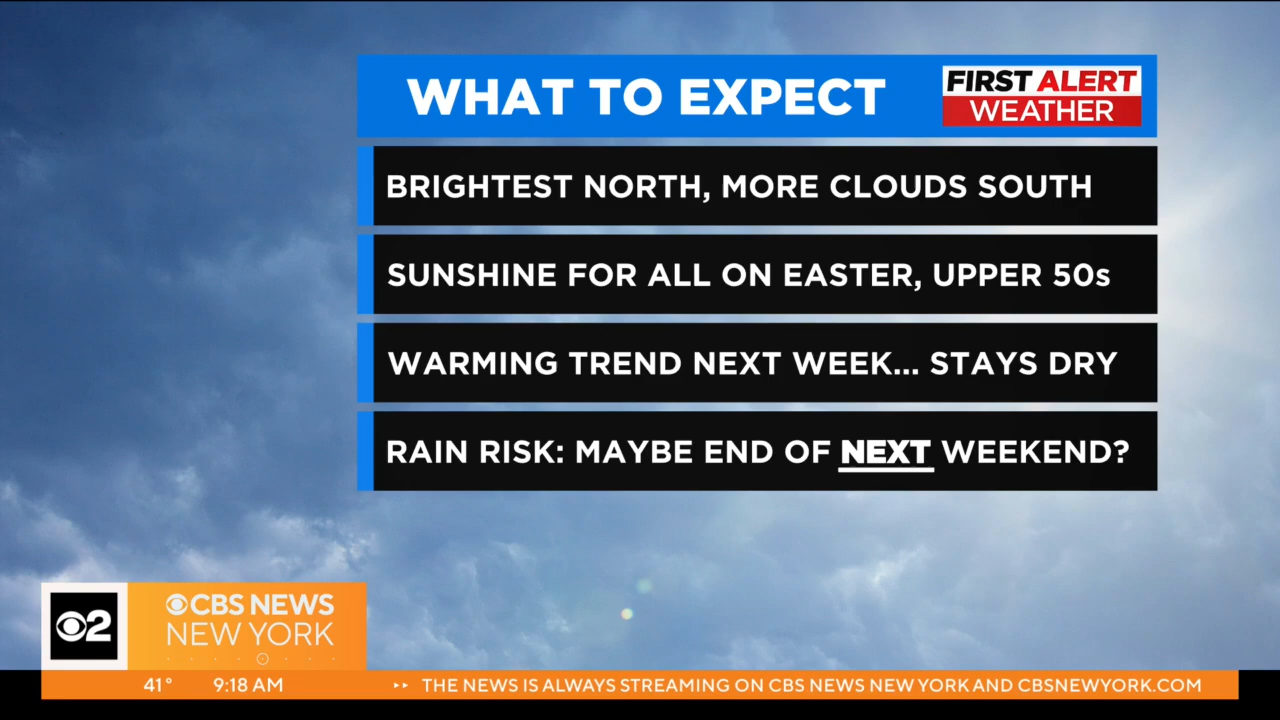 WHAT TO EXPECT
FIRST ALERT
WEATHER
BRIGHTEST NORTH, MORE CLOUDS SOUTH
SUNSHINE FOR ALL ON EASTER, UPPER 50s
WARMING TREND NEXT WEEK... STAYS DRY
RAIN RISK: MAYBE END OF NEXT WEEKEND?
2
CBS NEWS
NEW YORK
41° 9:18 AM THE NEWS IS ALWAYS STREAMING ON CBS NEWS NEW YORK AND CBSNEWYORK.COM